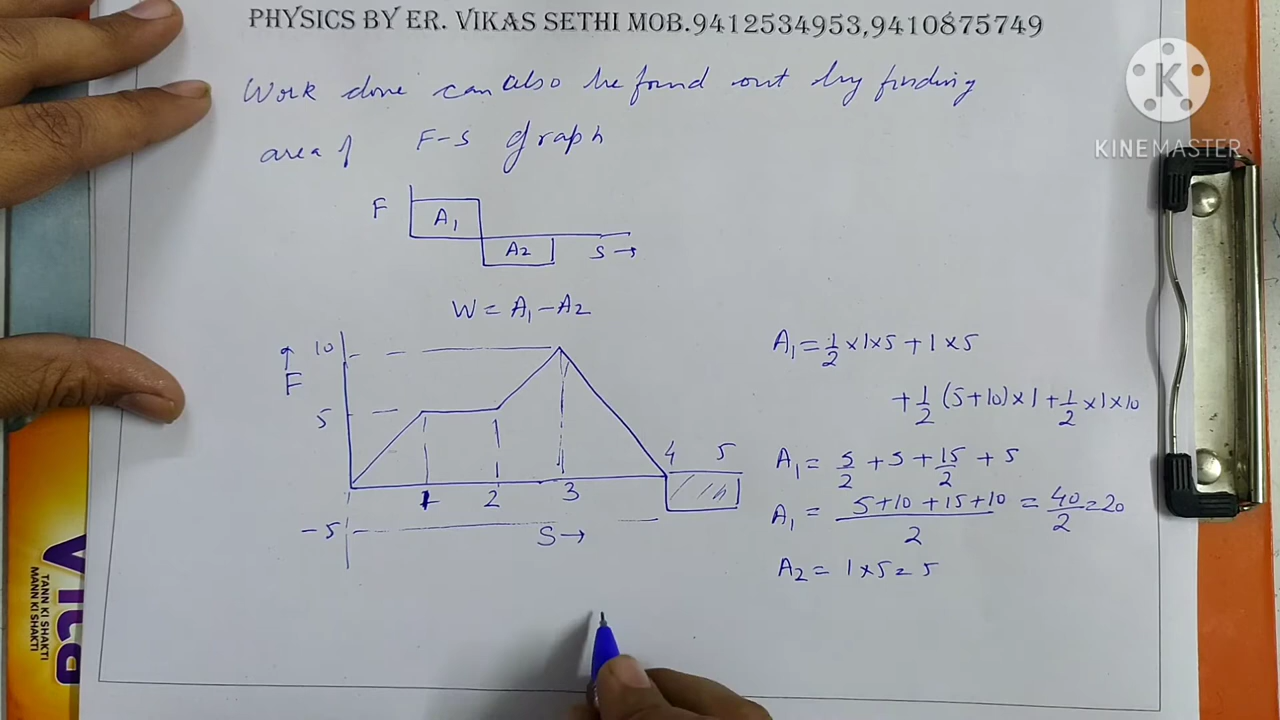 PHYSICS BY ER. VIKAS SETHI MOB.9412534953,9410875749
K
KINEMASTER
Work done can also be found out by finding
area of F-S graph
F
A₁
A₂
S →
W = A₁ - A₂
↑ 10
F
5
-5
1 2 3
4 5
S →
A₁ = 1/2 × 1 × 5 + 1 × 5
+ 1/2 (5+10) × 1 + 1/2 × 1 × 10
A₁ = 5/2 + 5 + 15/2 + 5
A₁ = (5+10+15+10)/2 = 40/2 = 20
A₂ = 1 × 5 = 5
Vita
TANN KI SHAKTI
MANN KI SHAKTI